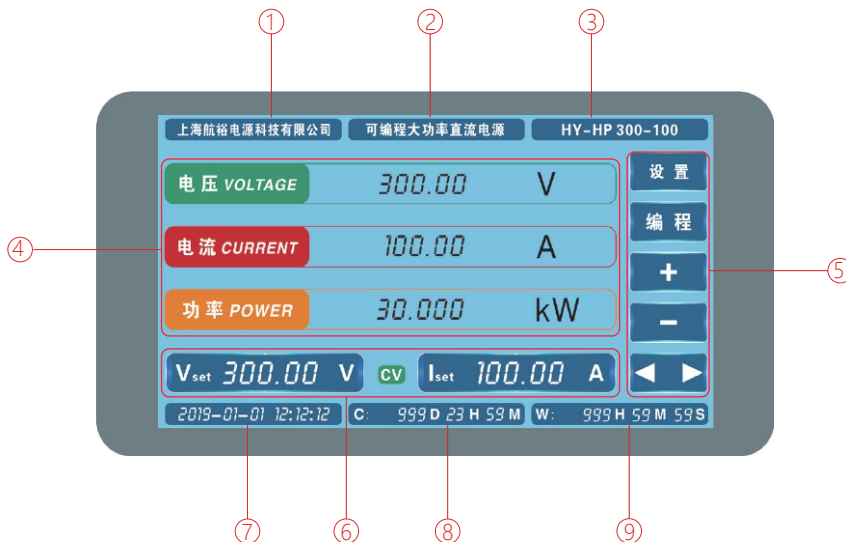 ① ② ③
上海航裕电源科技有限公司 可编程大功率直流电源 HY-HP 300-100
电压 VOLTAGE 300.00 V
设置
编程
④ 电流 CURRENT 100.00 A ⑤
+
功率 POWER 30.000 kW
−
Vset 300.00 V CV Iset 100.00 A ◀ ▶
2019-01-01 12:12:12 C: 999 D 23 H 59 M W: 999 H 59 M 59 S
⑦ ⑥ ⑧ ⑨